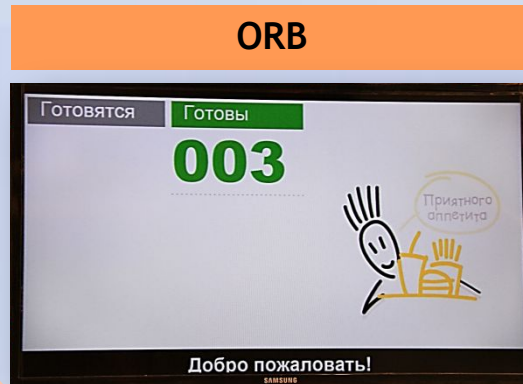 ORB
Готовятся
Готовы
003
Приятного
аппетита
Добро пожаловать!
SAMSUNG